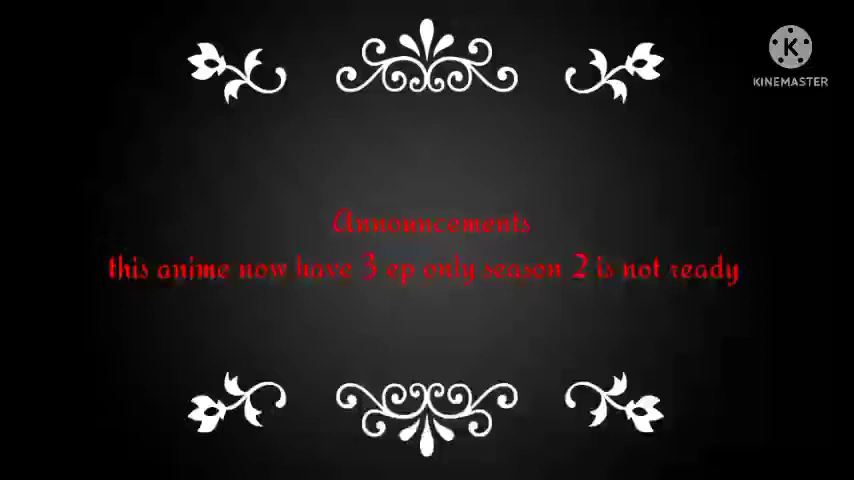 KINEMASTER
Announcements
this anime now have 3 ep only season 2 is not ready